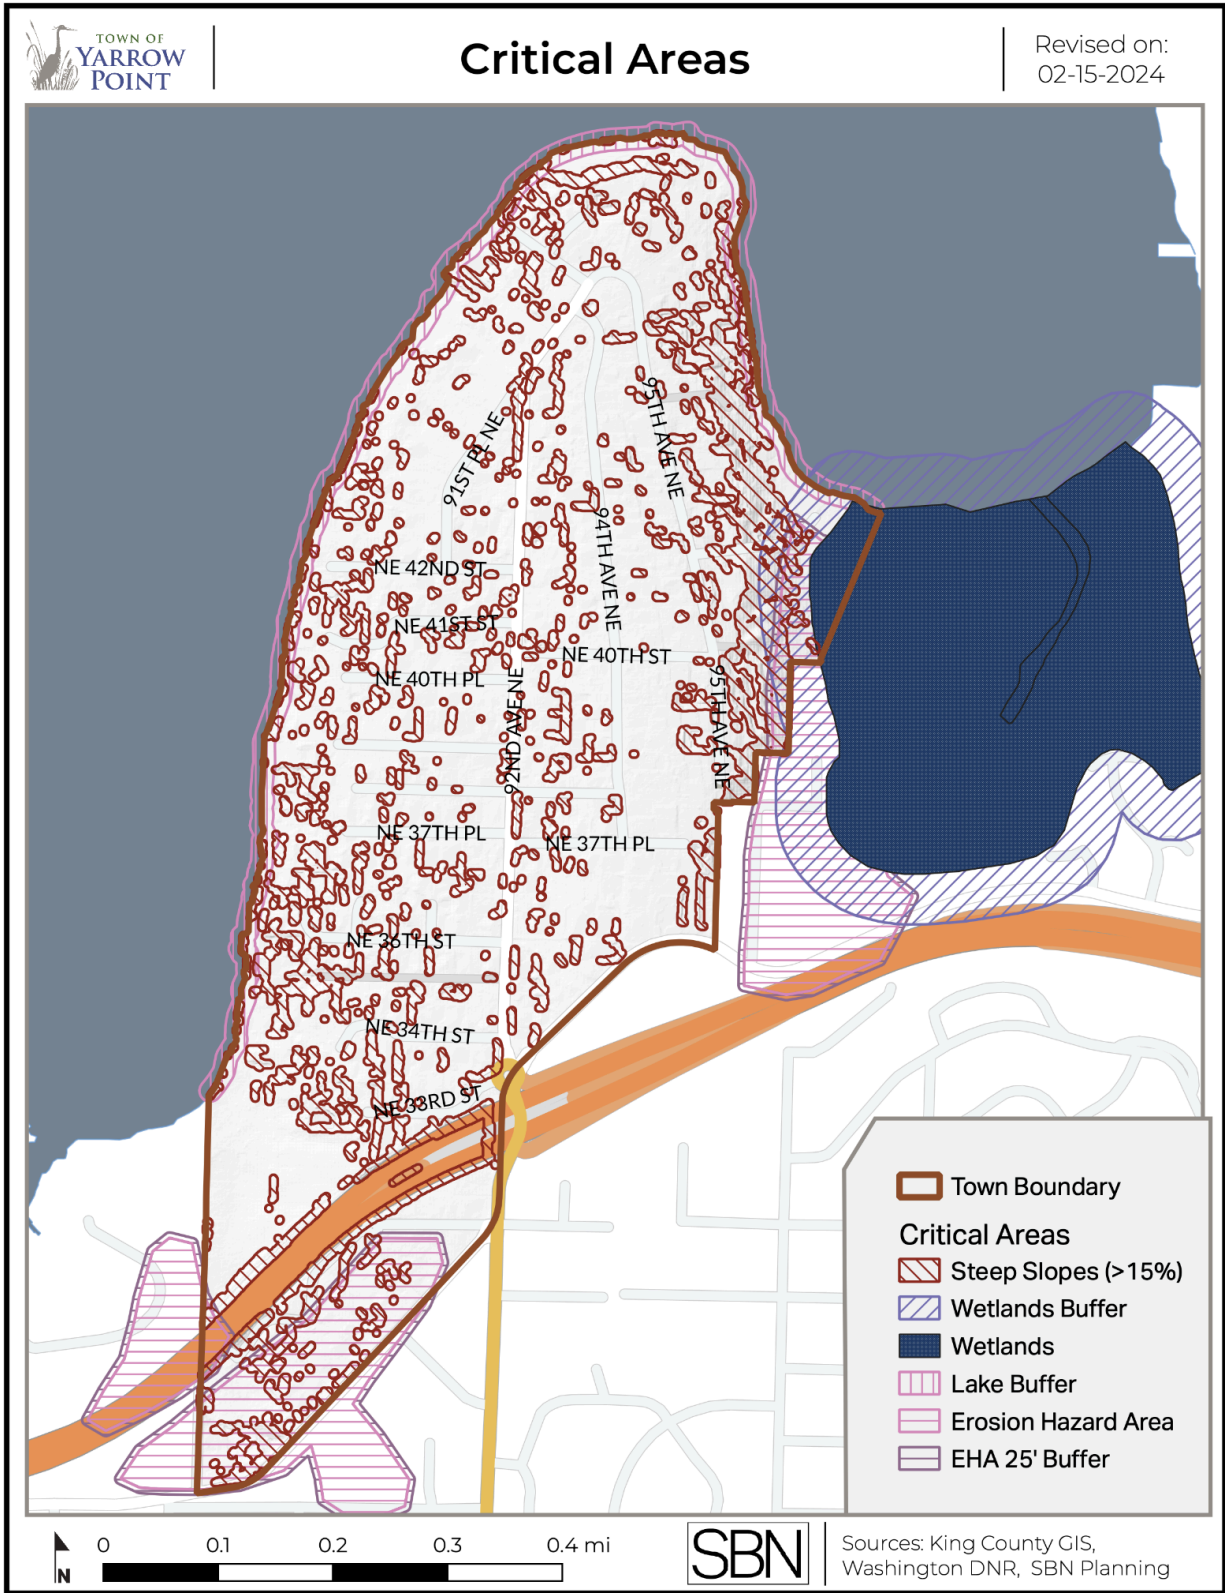 TOWN OF
YARROW
POINT
Critical Areas
Revised on:
02-15-2024
95TH AVE NE
91ST PL NE
94TH AVE NE
NE 42ND ST
NE 41ST ST
NE 40TH ST
NE 40TH PL
92ND AVE NE
95TH AVE NE
NE 37TH PL
NE 37TH PL
NE 36TH ST
NE 34TH ST
NE 33RD ST
Town Boundary
Critical Areas
Steep Slopes (>15%)
Wetlands Buffer
Wetlands
Lake Buffer
Erosion Hazard Area
EHA 25' Buffer
N
0 0.1 0.2 0.3 0.4 mi
SBN
Sources: King County GIS,
Washington DNR, SBN Planning